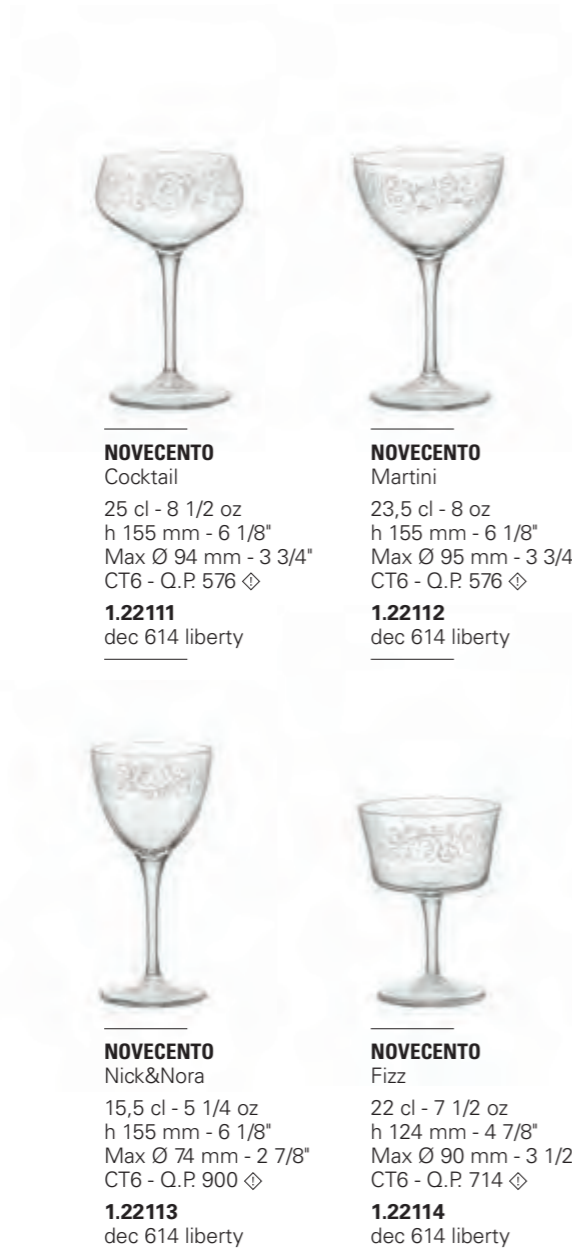 NOVECENTO
Cocktail
25 cl - 8 1/2 oz
h 155 mm - 6 1/8"
Max Ø 94 mm - 3 3/4"
CT6 - Q.P. 576
1.22111
dec 614 liberty
NOVECENTO
Martini
23,5 cl - 8 oz
h 155 mm - 6 1/8"
Max Ø 95 mm - 3 3/4
CT6 - Q.P. 576
1.22112
dec 614 liberty
NOVECENTO
Nick&Nora
15,5 cl - 5 1/4 oz
h 155 mm - 6 1/8"
Max Ø 74 mm - 2 7/8"
CT6 - Q.P. 900
1.22113
dec 614 liberty
NOVECENTO
Fizz
22 cl - 7 1/2 oz
h 124 mm - 4 7/8"
Max Ø 90 mm - 3 1/2
CT6 - Q.P. 714
1.22114
dec 614 liberty